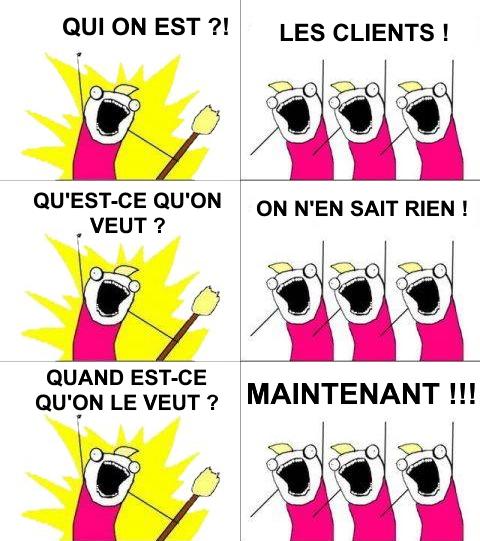 QUI ON EST ?!
LES CLIENTS !
QU'EST-CE QU'ON
VEUT ?
ON N'EN SAIT RIEN !
QUAND EST-CE
QU'ON LE VEUT ?
MAINTENANT !!!